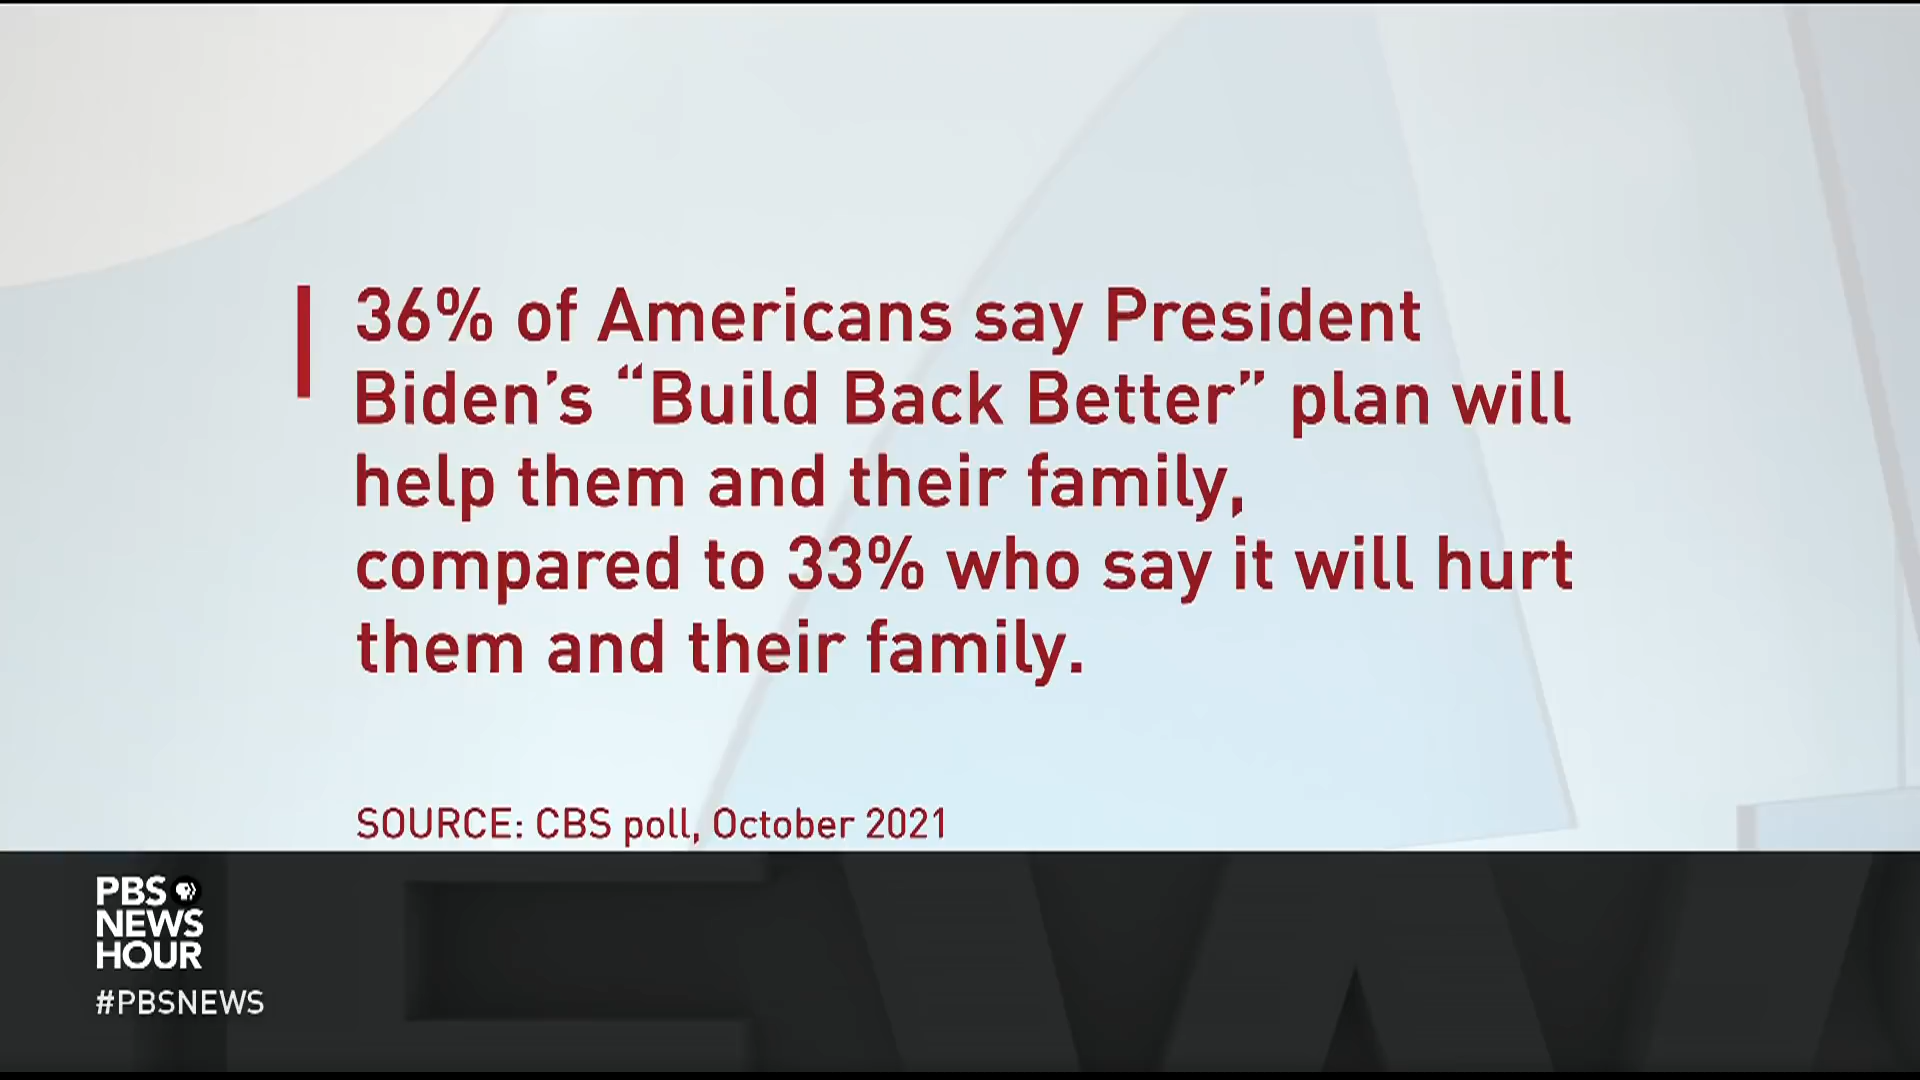 36% of Americans say President
Biden’s “Build Back Better” plan will
help them and their family,
compared to 33% who say it will hurt
them and their family.
SOURCE: CBS poll, October 2021
PBS
NEWS
HOUR
#PBSNEWS